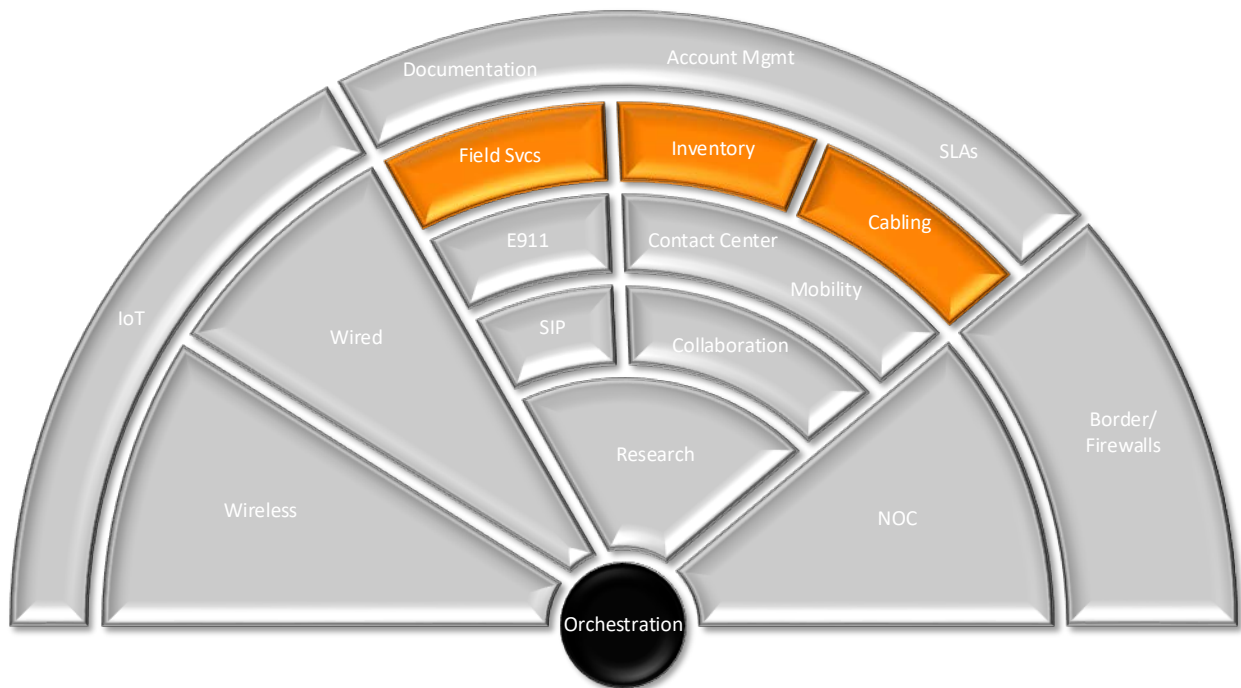 Documentation
Account Mgmt
SLAs
Field Svcs
Inventory
Cabling
E911
Contact Center
Mobility
SIP
Collaboration
IoT
Wired
Research
Border/
Firewalls
Wireless
NOC
Orchestration